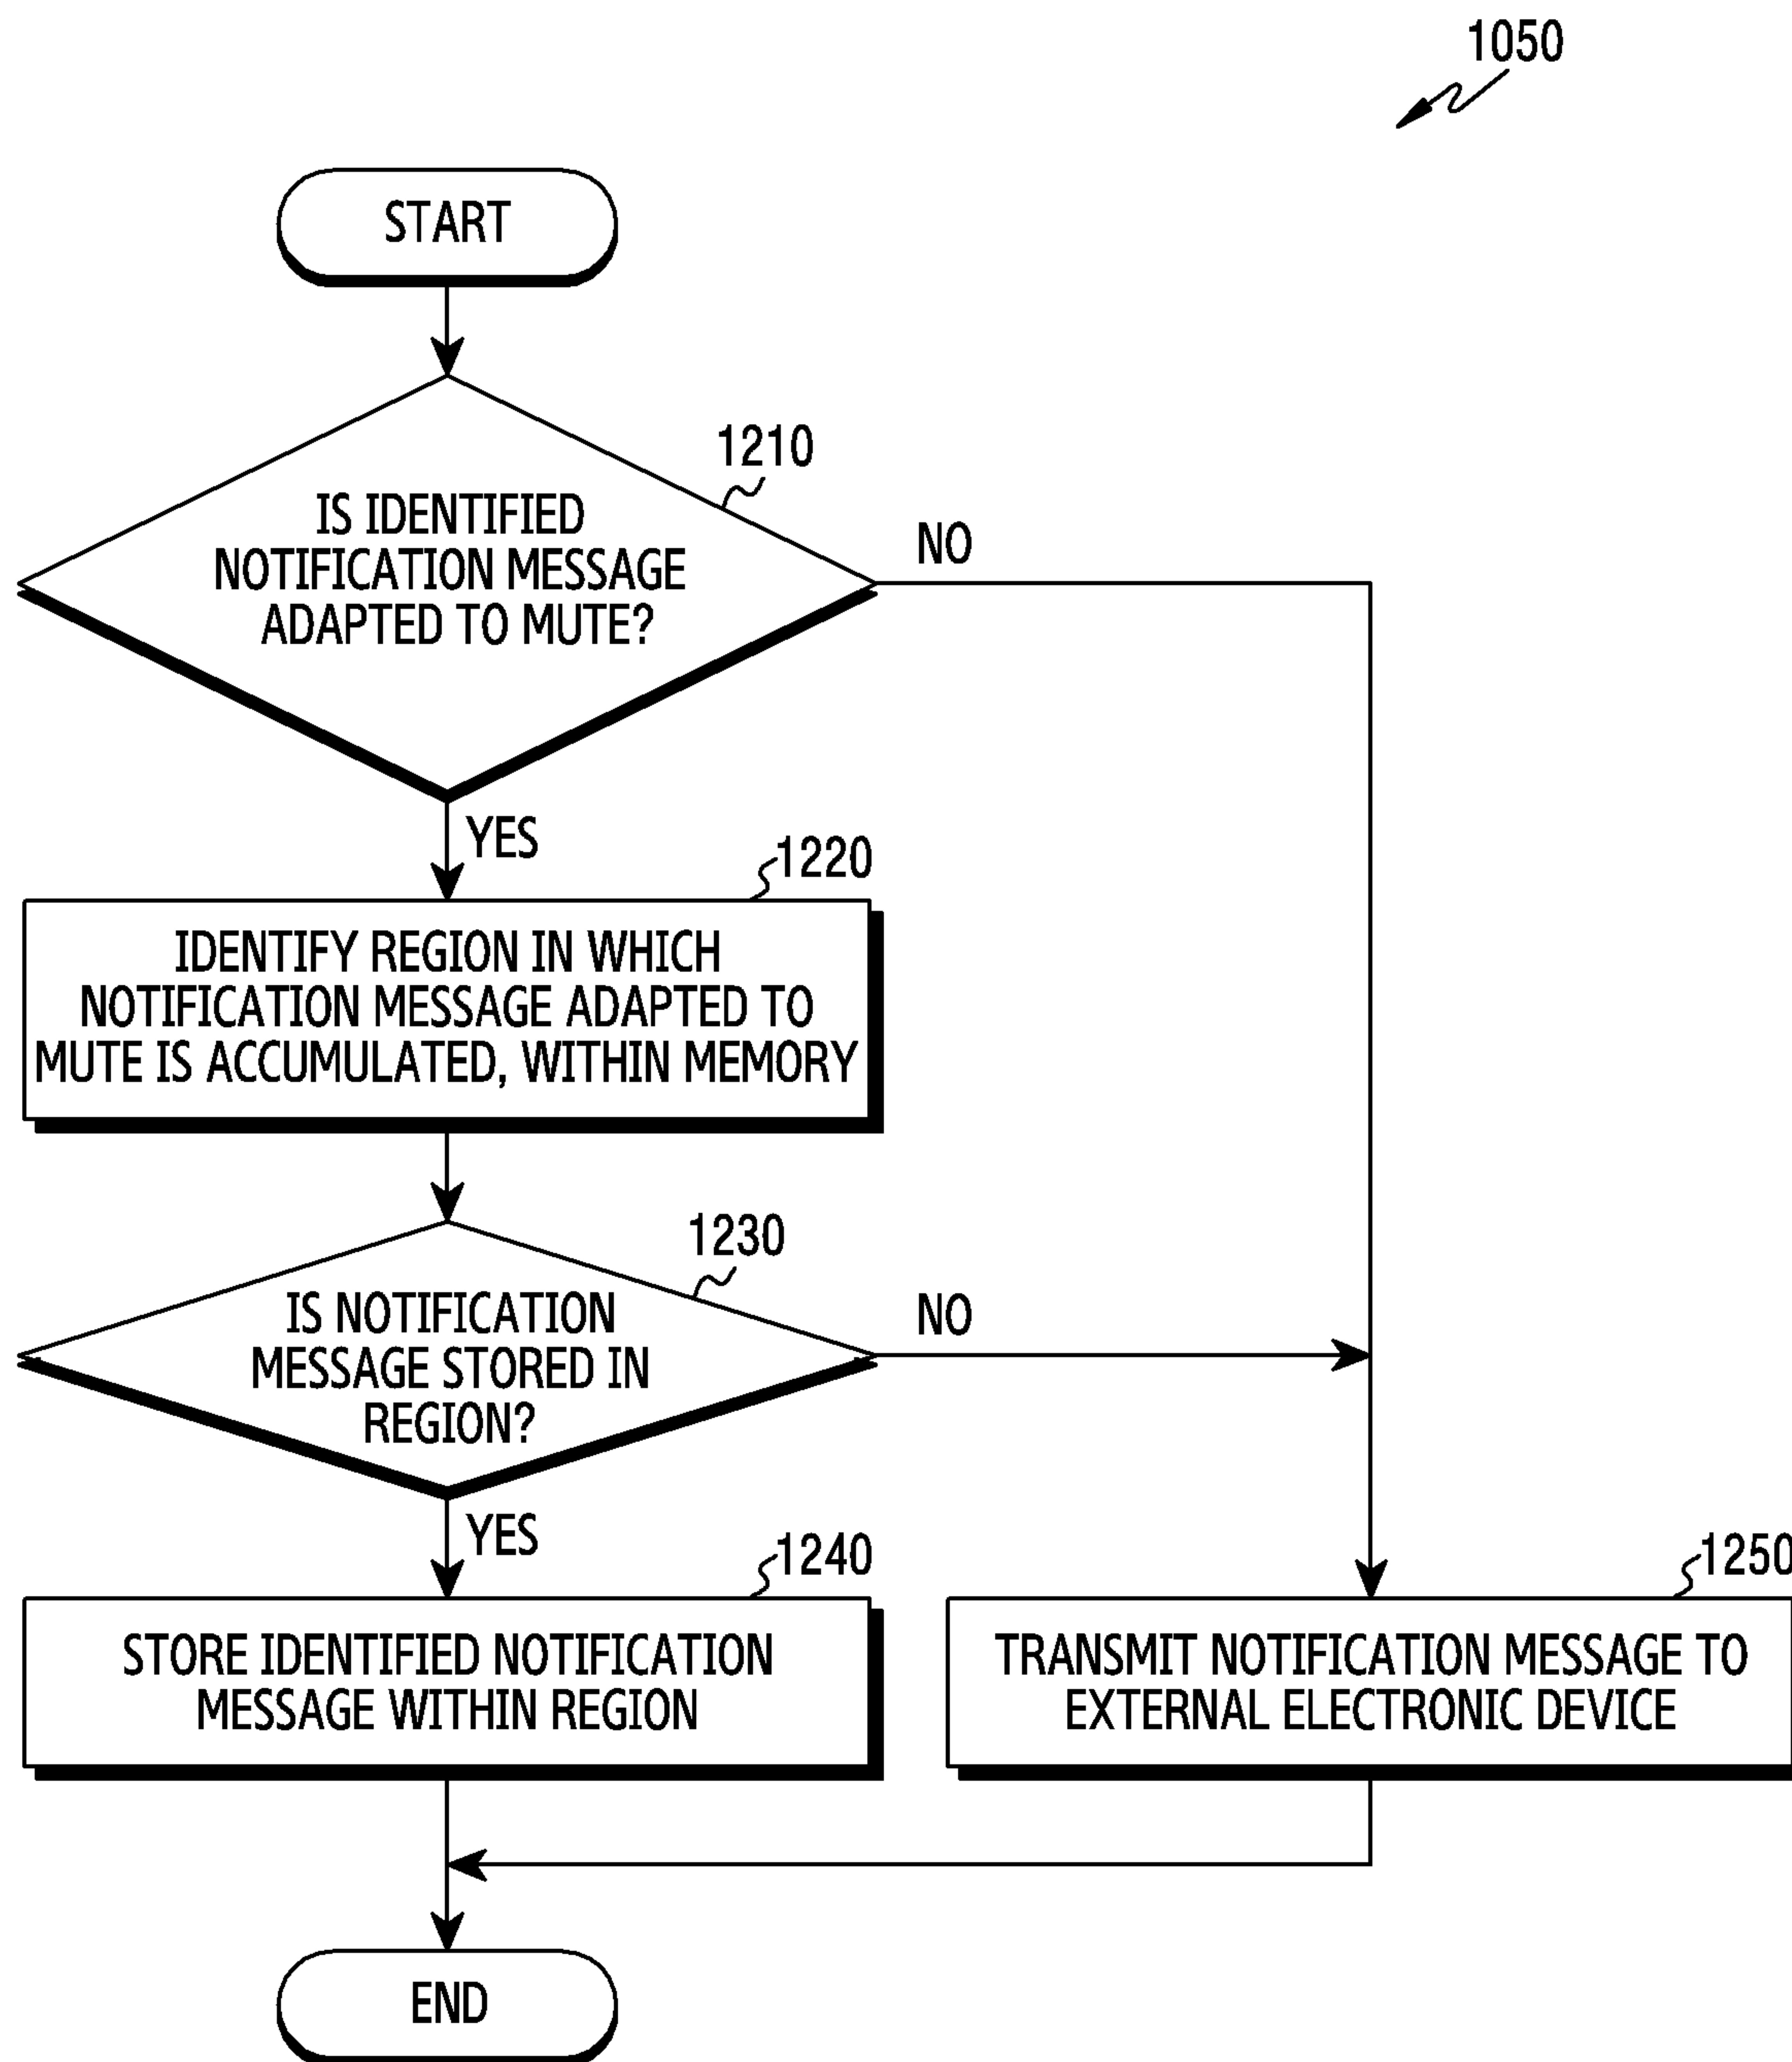 1050
START
1210
IS IDENTIFIED
NOTIFICATION MESSAGE
ADAPTED TO MUTE?
NO
YES
1220
IDENTIFY REGION IN WHICH
NOTIFICATION MESSAGE ADAPTED TO
MUTE IS ACCUMULATED, WITHIN MEMORY
1230
IS NOTIFICATION
MESSAGE STORED IN
REGION?
NO
YES
1240
STORE IDENTIFIED NOTIFICATION
MESSAGE WITHIN REGION
1250
TRANSMIT NOTIFICATION MESSAGE TO
EXTERNAL ELECTRONIC DEVICE
END